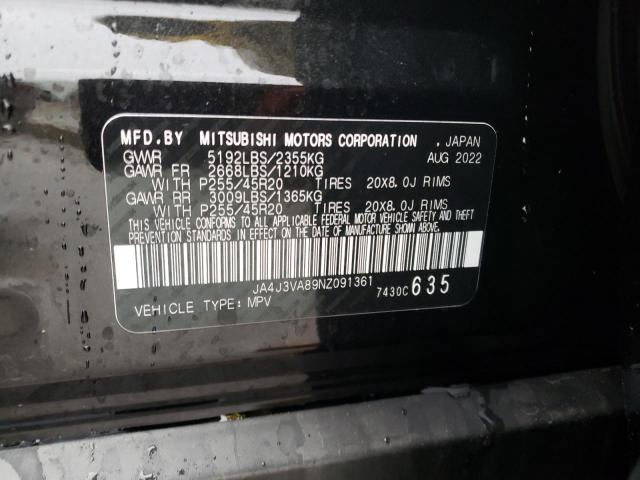 MFD.BY MITSUBISHI MOTORS CORPORATION , JAPAN
GVWR 5192LBS/2355KG AUG 2022
GAWR FR 2668LBS/1210KG
WITH P255/45R20 TIRES 20X8.0J RIMS
GAWR RR 3009LBS/1365KG
WITH P255/45R20 TIRES 20X8.0J RIMS
THIS VEHICLE CONFORMS TO ALL APPLICABLE FEDERAL MOTOR VEHICLE SAFETY AND THEFT
PREVENTION STANDARDS IN EFFECT ON THE DATE OF MANUFACTURE SHOWN ABOVE.
JA4J3VA89NZ091361
7430C 635
VEHICLE TYPE: MPV